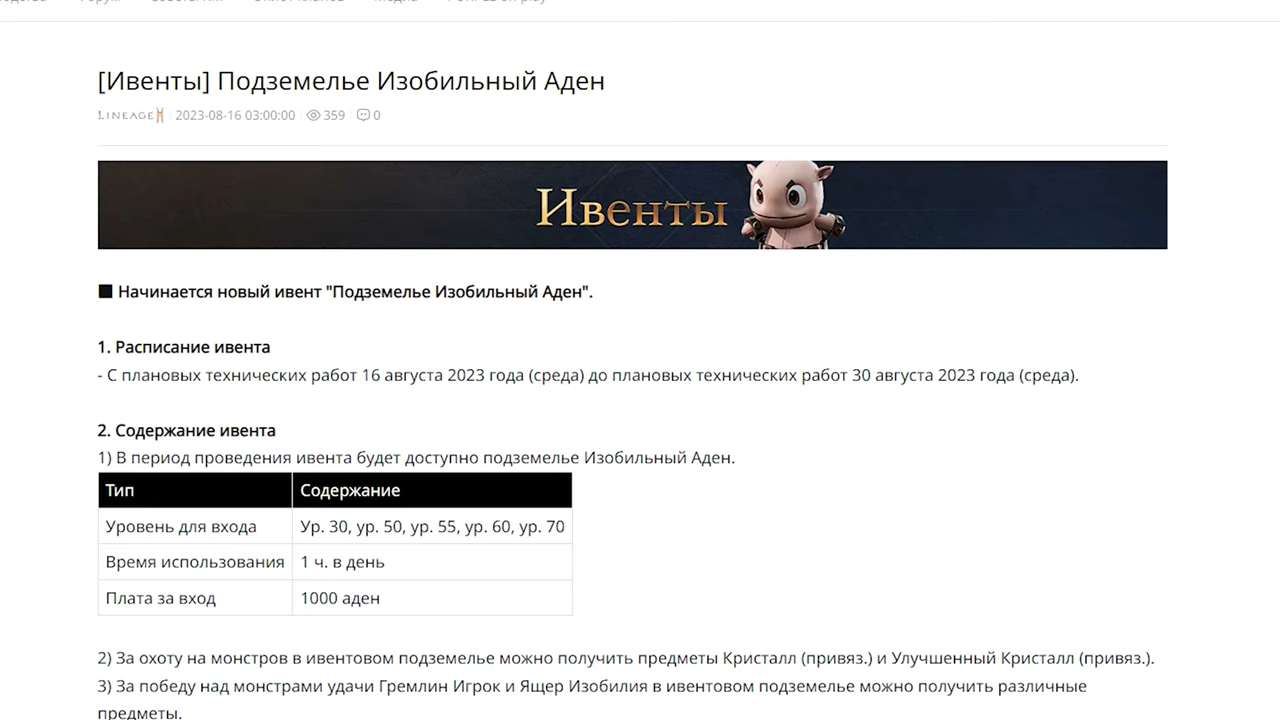 [Ивенты] Подземелье Изобильный Аден
LINEAGE 2023-08-16 03:00:00 359 0
Ивенты
■ Начинается новый ивент "Подземелье Изобильный Аден".
1. Расписание ивента
- С плановых технических работ 16 августа 2023 года (среда) до плановых технических работ 30 августа 2023 года (среда).
2. Содержание ивента
1) В период проведения ивента будет доступно подземелье Изобильный Аден.
Тип Содержание
Уровень для входа Ур. 30, ур. 50, ур. 55, ур. 60, ур. 70
Время использования 1 ч. в день
Плата за вход 1000 аден
2) За охоту на монстров в ивентовом подземелье можно получить предметы Кристалл (привяз.) и Улучшенный Кристалл (привяз.).
3) За победу над монстрами удачи Гремлин Игрок и Ящер Изобилия в ивентовом подземелье можно получить различные
предметы.